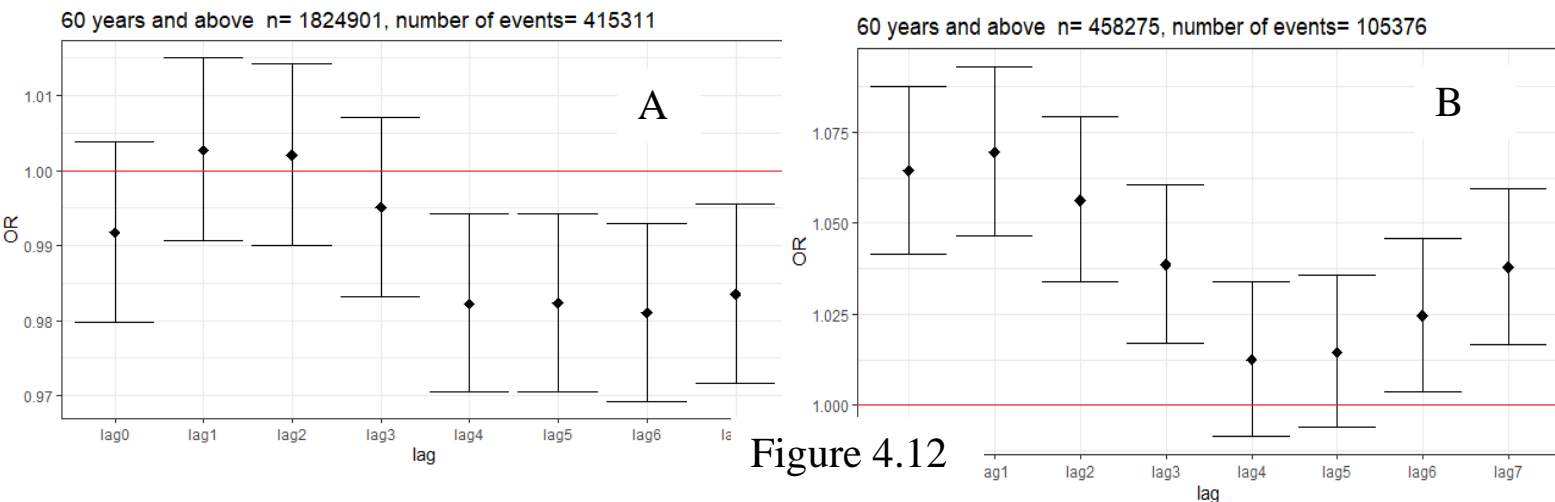 60 years and above n= 1824901, number of events= 415311
A
1.01
1.00
0.99
0.98
0.97
OR
lag0 lag1 lag2 lag3 lag4 lag5 lag6 la
lag
60 years and above n= 458275, number of events= 105376
B
1.075
1.050
1.025
1.000
OR
ag1 lag2 lag3 lag4 lag5 lag6 lag7
lag
Figure 4.12